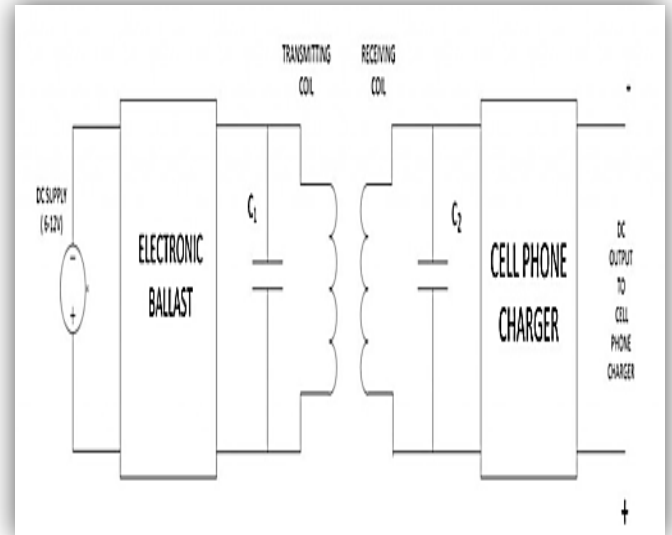 TRANSMITTING
COIL
RECEIVING
COIL
DC SUPPLY
(6-12V)
ELECTRONIC
BALLAST
C₁
C₂
CELL PHONE
CHARGER
DC
OUTPUT
TO
CELL
PHONE
CHARGER
-
+
-
+